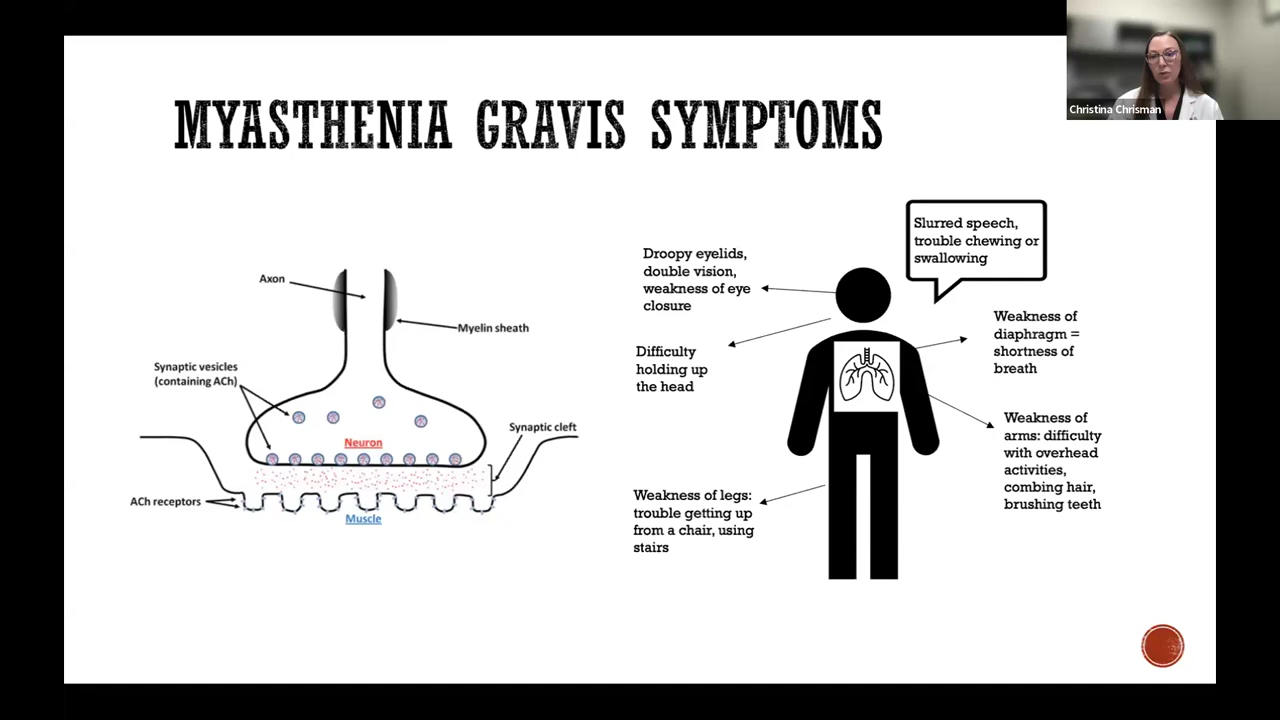 Christina Chrisman
MYASTHENIA GRAVIS SYMPTOMS
Axon
Myelin sheath
Synaptic vesicles
(containing ACh)
Neuron
Synaptic cleft
ACh receptors
Muscle
Slurred speech,
trouble chewing or
swallowing
Droopy eyelids,
double vision,
weakness of eye
closure
Difficulty
holding up
the head
Weakness of
diaphragm =
shortness of
breath
Weakness of
arms: difficulty
with overhead
activities,
combing hair,
brushing teeth
Weakness of legs:
trouble getting up
from a chair, using
stairs